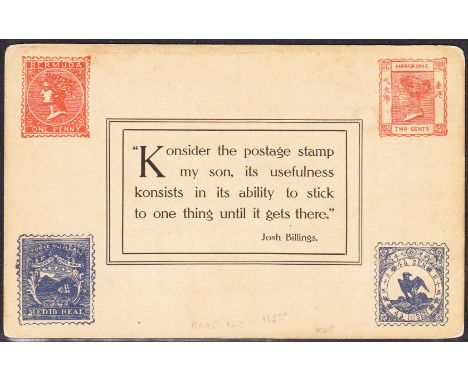 BERMUDA
ONE PENNY
HONGKONG
TWO CENTS
"Konsider the postage stamp
my son, its usefulness
konsists in its ability to stick
to one thing until it gets there."
Josh Billings.
MEDIO REAL